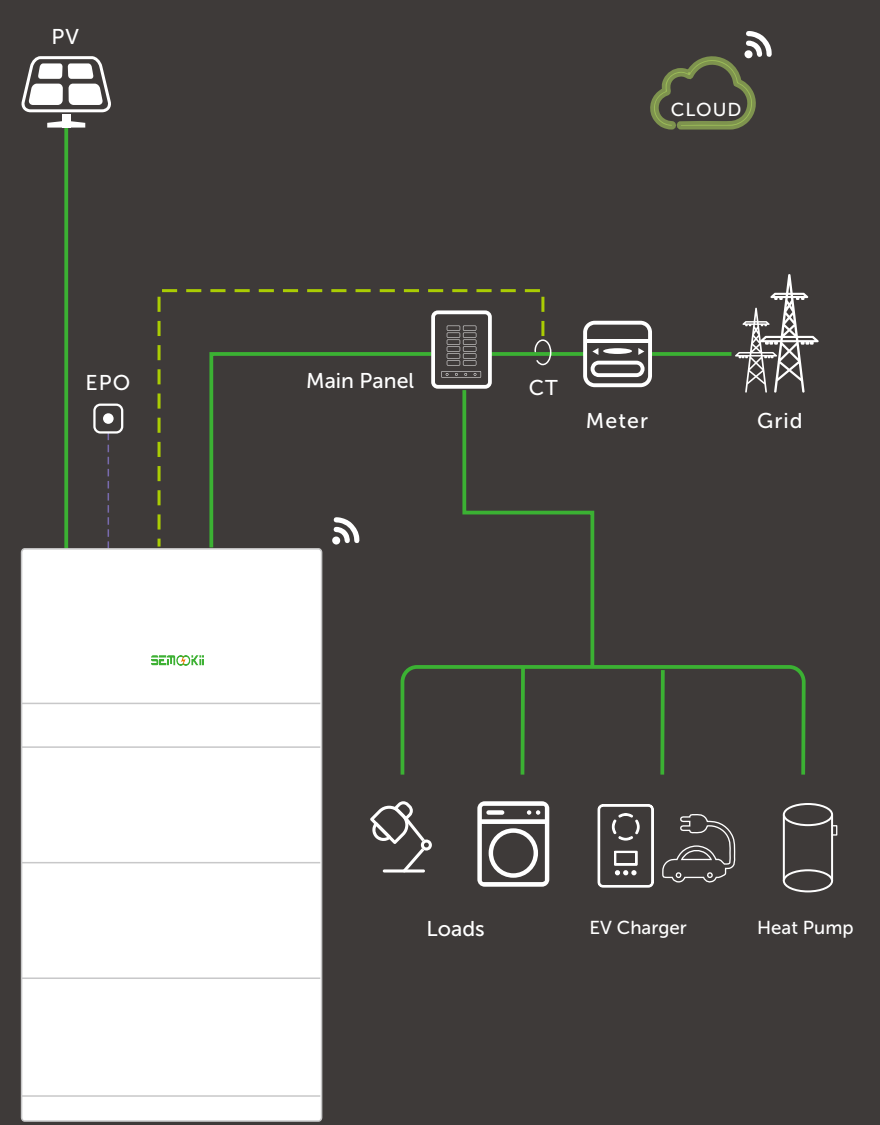 PV
CLOUD
EPO
Main Panel
CT
Meter
Grid
SEMOOKii
Loads
EV Charger
Heat Pump